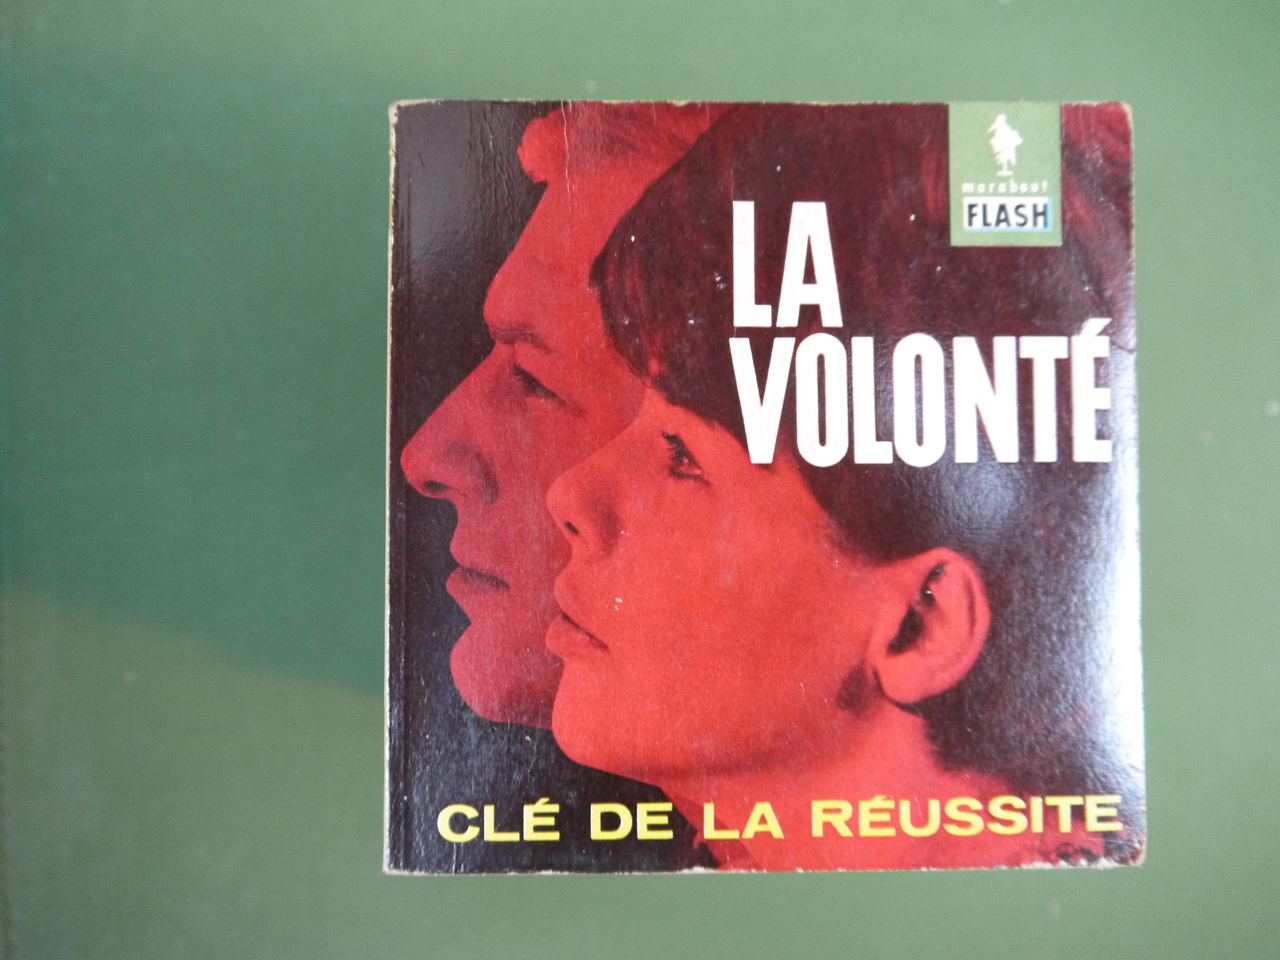 marabout
FLASH
LA
VOLONTÉ
CLÉ DE LA RÉUSSITE